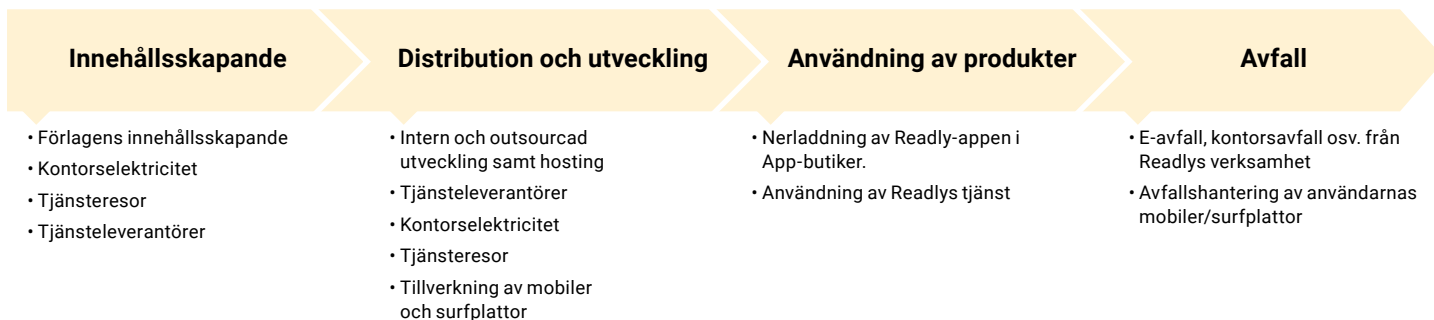 Innehållsskapande
• Förlagens innehållsskapande
• Kontorselektricitet
• Tjänsteresor
• Tjänsteleverantörer
Distribution och utveckling
• Intern och outsourcad
utveckling samt hosting
• Tjänsteleverantörer
• Kontorselektricitet
• Tjänsteresor
• Tillverkning av mobiler
och surfplattor
Användning av produkter
• Nerladdning av Readly-appen i
App-butiker.
• Användning av Readlys tjänst
Avfall
• E-avfall, kontorsavfall osv. från
Readlys verksamhet
• Avfallshantering av användarnas
mobiler/surfplattor